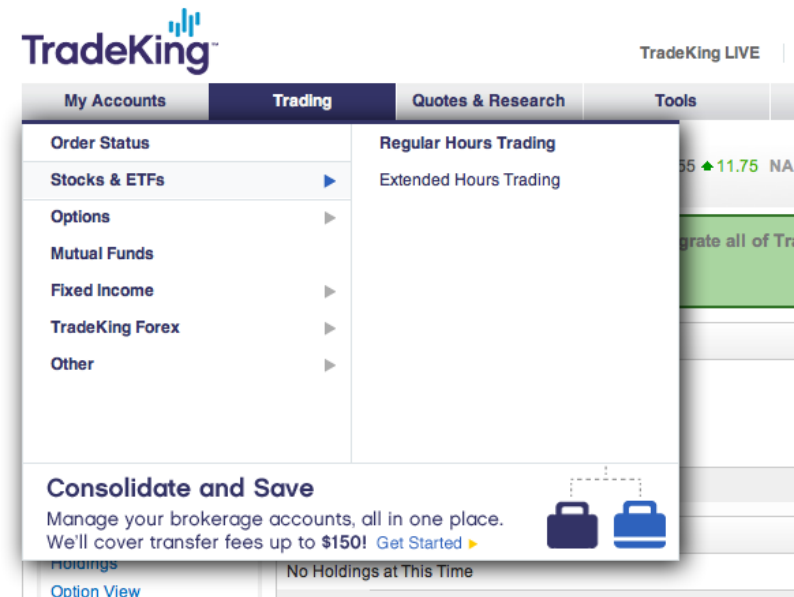 TradeKing™
TradeKing LIVE
My Accounts
Trading
Quotes & Research
Tools
Order Status
Stocks & ETFs
Options
Mutual Funds
Fixed Income
TradeKing Forex
Other
Regular Hours Trading
Extended Hours Trading
55 11.75 NA
grate all of Tra
Consolidate and Save
Manage your brokerage accounts, all in one place.
We'll cover transfer fees up to $150! Get Started
Holdings
No Holdings at This Time
Option View